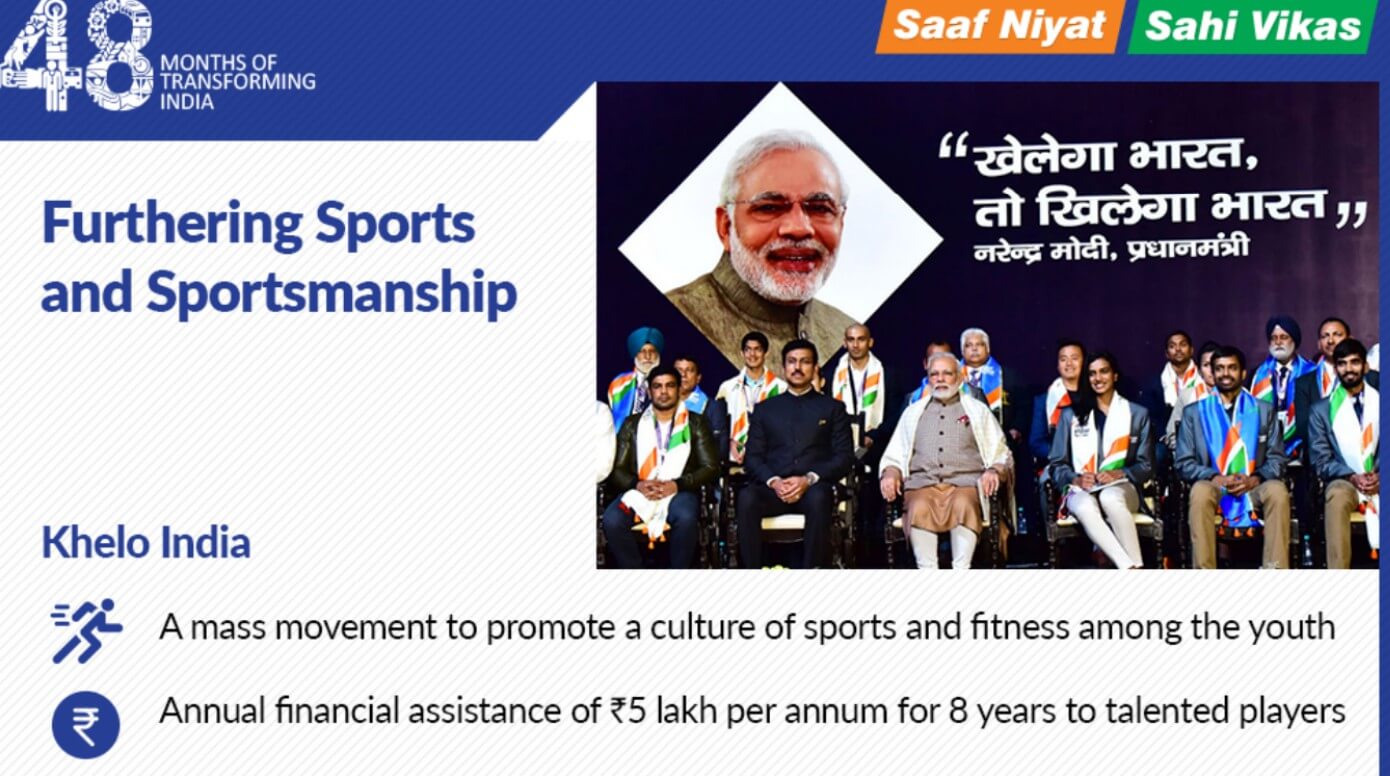 48 MONTHS OF
TRANSFORMING
INDIA
Saaf Niyat
Sahi Vikas
Furthering Sports
and Sportsmanship
“खेलेगा भारत,
तो खिलेगा भारत„
नरेन्द्र मोदी, प्रधानमंत्री
Khelo India
A mass movement to promote a culture of sports and fitness among the youth
₹
Annual financial assistance of ₹5 lakh per annum for 8 years to talented players